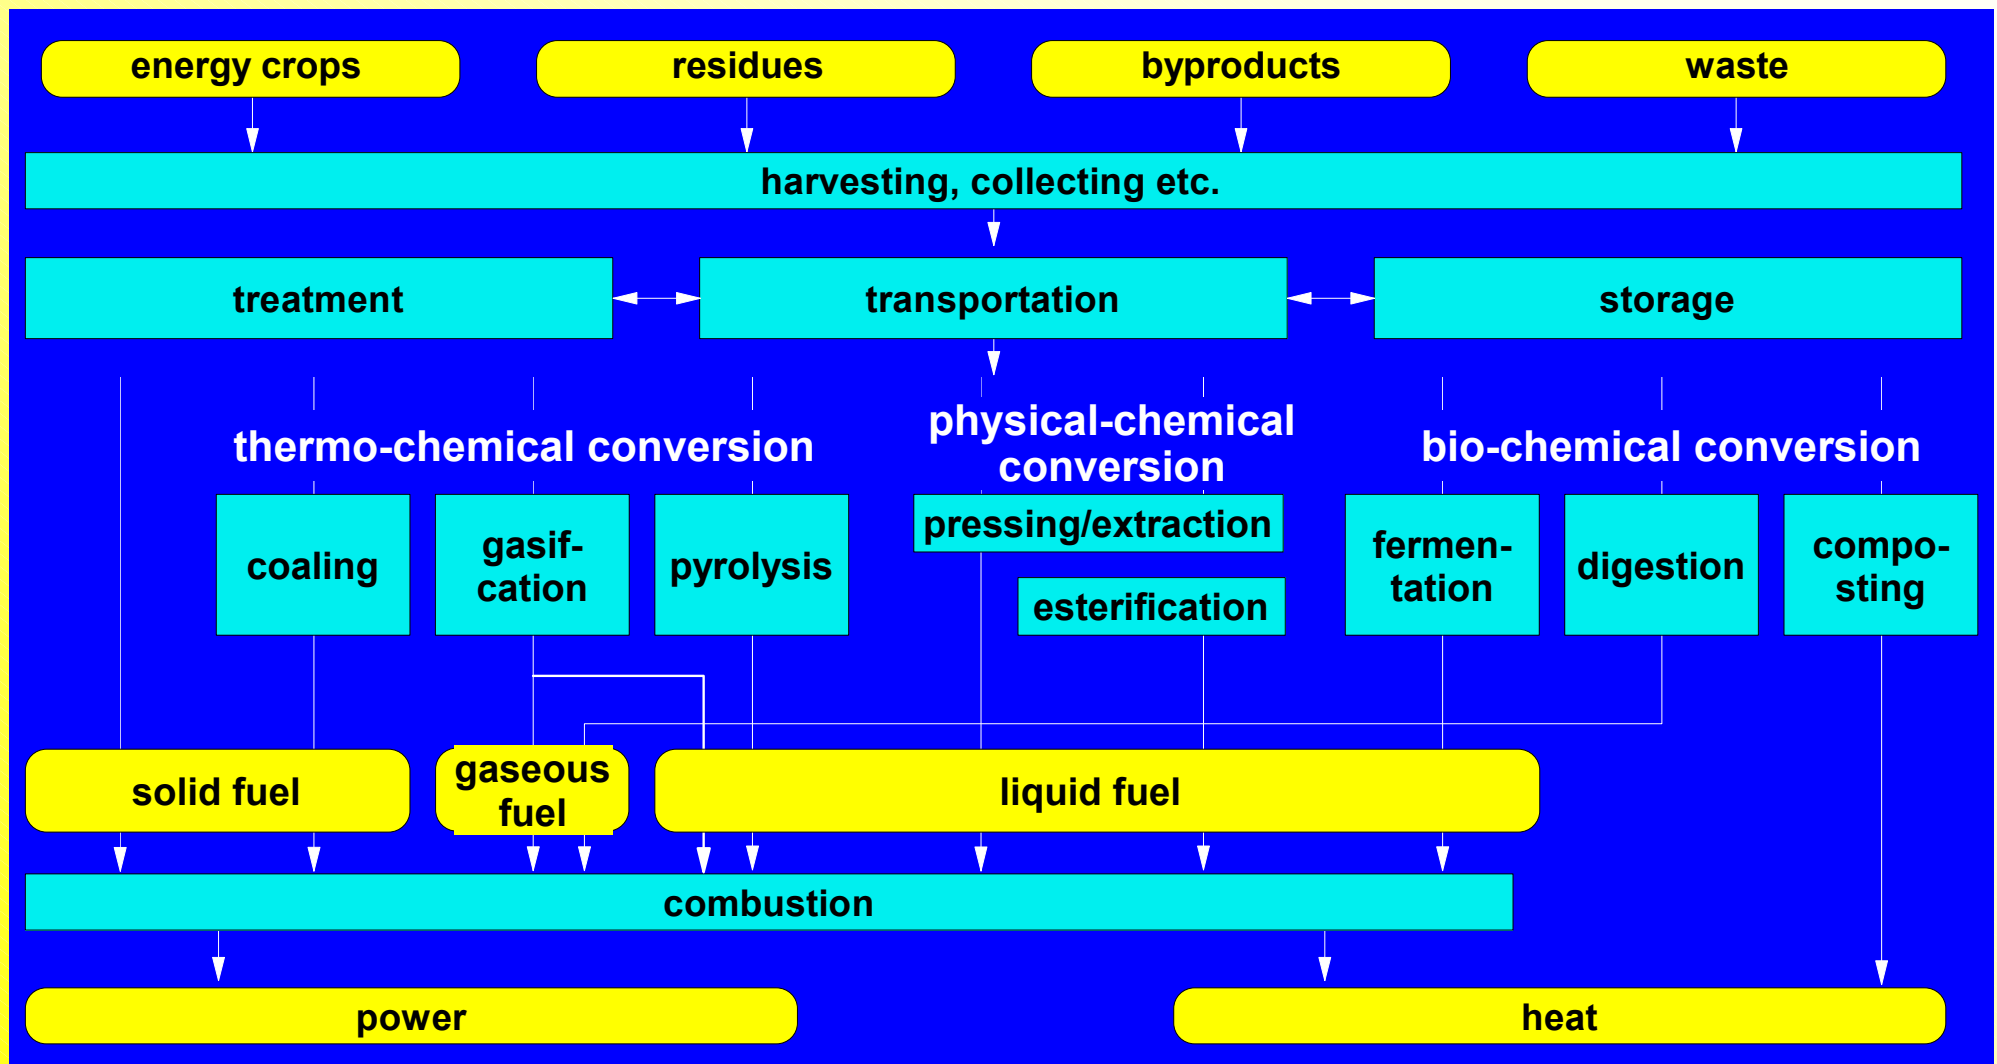 energy crops
residues
byproducts
waste
harvesting, collecting etc.
treatment
transportation
storage
thermo-chemical conversion
physical-chemical
conversion
bio-chemical conversion
coaling
gasif-
cation
pyrolysis
pressing/extraction
esterification
fermen-
tation
digestion
compo-
sting
solid fuel
gaseous
fuel
liquid fuel
combustion
power
heat